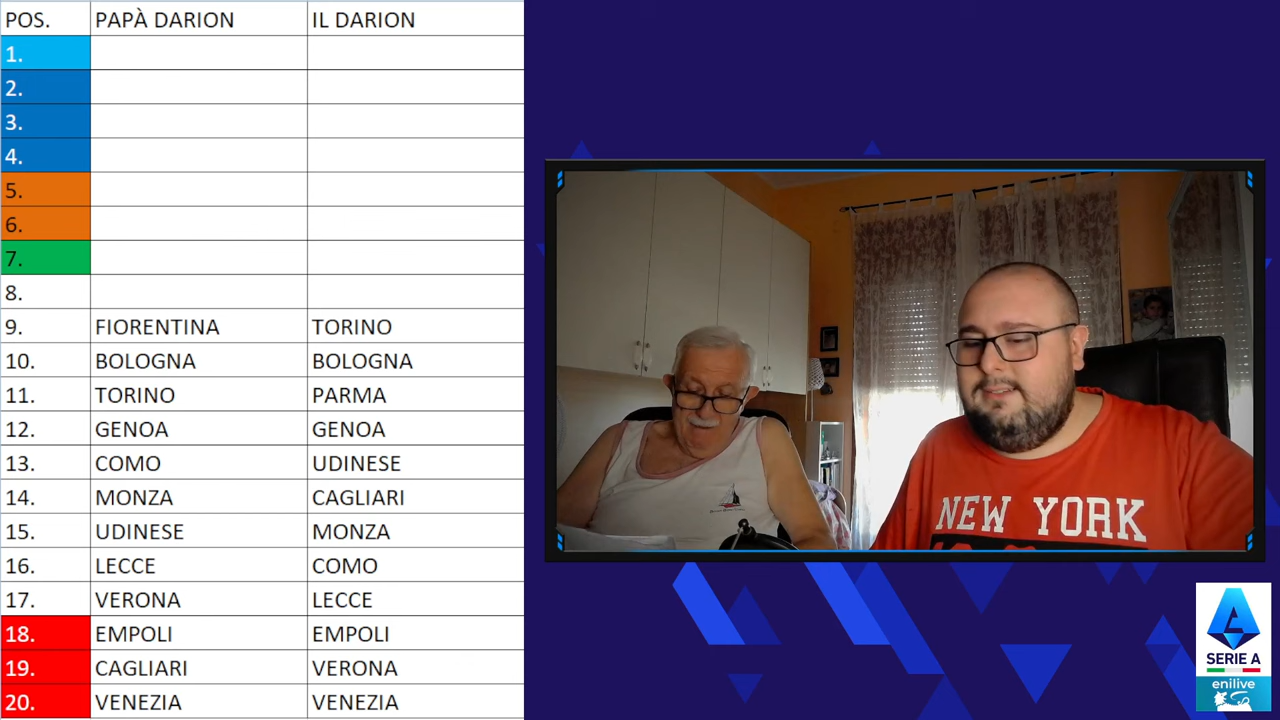 POS. PAPÀ DARION IL DARION
1.
2.
3.
4.
5.
6.
7.
8.
9. FIORENTINA TORINO
10. BOLOGNA BOLOGNA
11. TORINO PARMA
12. GENOA GENOA
13. COMO UDINESE
14. MONZA CAGLIARI
15. UDINESE MONZA
16. LECCE COMO
17. VERONA LECCE
18. EMPOLI EMPOLI
19. CAGLIARI VERONA
20. VENEZIA VENEZIA
NEW YORK
SERIE A
enilive